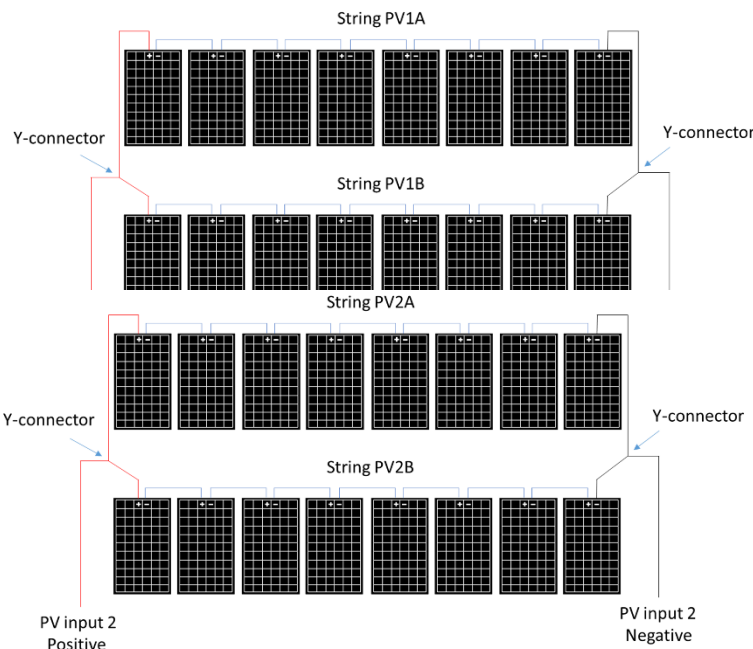 String PV1A
Y-connector
Y-connector
String PV1B
String PV2A
Y-connector
Y-connector
String PV2B
PV input 2
Positive
PV input 2
Negative